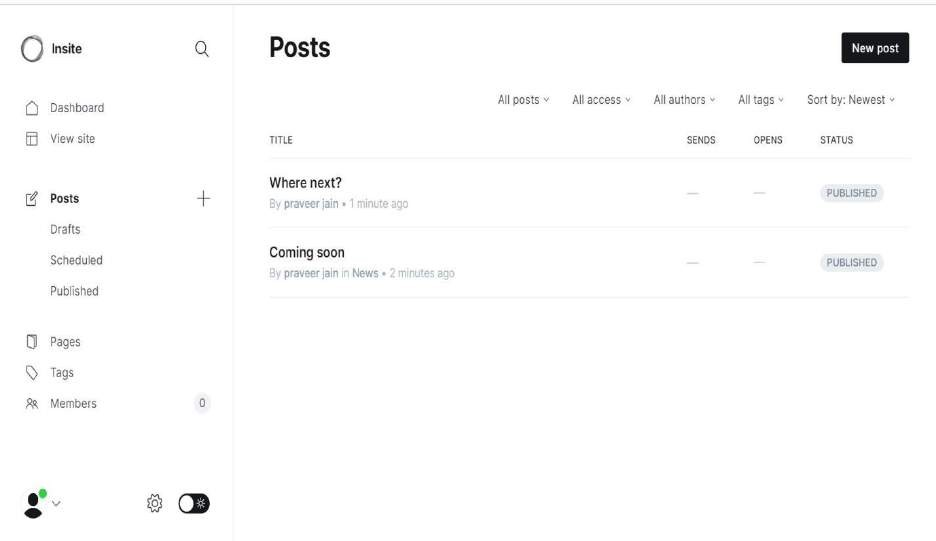 Insite
Dashboard
View site
Posts
Drafts
Scheduled
Published
Pages
Tags
Members 0
Posts
New post
All posts All access All authors All tags Sort by: Newest
TITLE SENDS OPENS STATUS
Where next?
By praveer jain • 1 minute ago
— — PUBLISHED
Coming soon
By praveer jain in News • 2 minutes ago
— — PUBLISHED